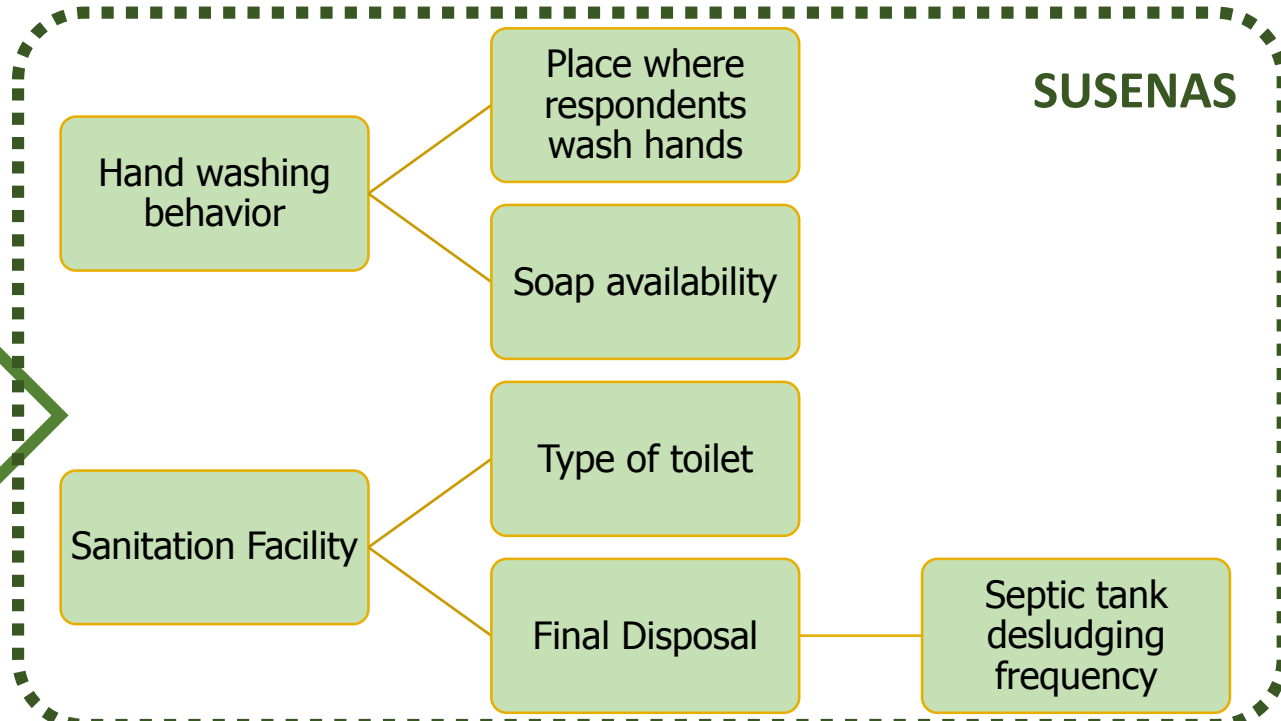 SUSENAS
Hand washing
behavior
Place where
respondents
wash hands
Soap availability
Sanitation Facility
Type of toilet
Final Disposal
Septic tank
desludging
frequency